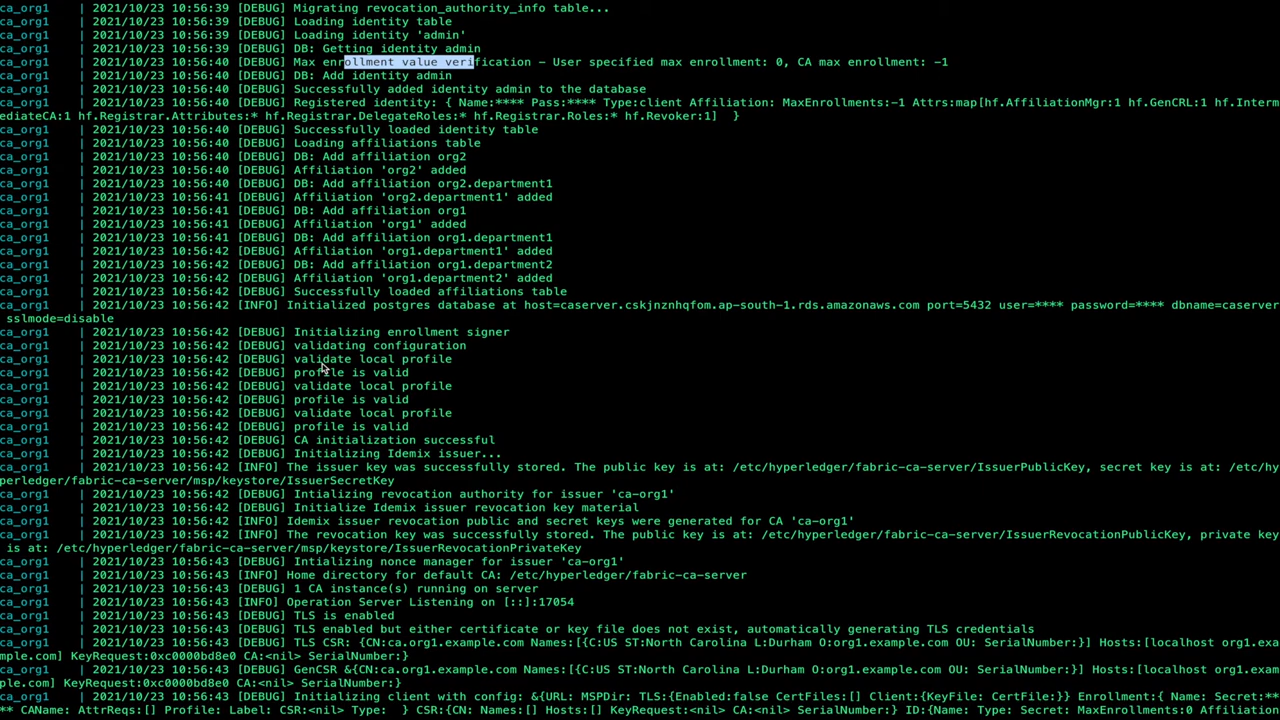 ca_org1    | 2021/10/23 10:56:39 [DEBUG] Migrating revocation_authority_info table...
ca_org1    | 2021/10/23 10:56:39 [DEBUG] Loading identity table
ca_org1    | 2021/10/23 10:56:39 [DEBUG] Loading identity 'admin'
ca_org1    | 2021/10/23 10:56:39 [DEBUG] DB: Getting identity admin
ca_org1    | 2021/10/23 10:56:40 [DEBUG] Max enrollment value verification - User specified max enrollment: 0, CA max enrollment: -1
ca_org1    | 2021/10/23 10:56:40 [DEBUG] DB: Add identity admin
ca_org1    | 2021/10/23 10:56:40 [DEBUG] Successfully added identity admin to the database
ca_org1    | 2021/10/23 10:56:40 [DEBUG] Registered identity: { Name:**** Pass:**** Type:client Affiliation: MaxEnrollments:-1 Attrs:map[hf.AffiliationMgr:1 hf.GenCRL:1 hf.Interm
ediateCA:1 hf.Registrar.Attributes:* hf.Registrar.DelegateRoles:* hf.Registrar.Roles:* hf.Revoker:1]  }
ca_org1    | 2021/10/23 10:56:40 [DEBUG] Successfully loaded identity table
ca_org1    | 2021/10/23 10:56:40 [DEBUG] Loading affiliations table
ca_org1    | 2021/10/23 10:56:40 [DEBUG] DB: Add affiliation org2
ca_org1    | 2021/10/23 10:56:40 [DEBUG] Affiliation 'org2' added
ca_org1    | 2021/10/23 10:56:40 [DEBUG] DB: Add affiliation org2.department1
ca_org1    | 2021/10/23 10:56:41 [DEBUG] Affiliation 'org2.department1' added
ca_org1    | 2021/10/23 10:56:41 [DEBUG] DB: Add affiliation org1
ca_org1    | 2021/10/23 10:56:41 [DEBUG] Affiliation 'org1' added
ca_org1    | 2021/10/23 10:56:41 [DEBUG] DB: Add affiliation org1.department1
ca_org1    | 2021/10/23 10:56:42 [DEBUG] Affiliation 'org1.department1' added
ca_org1    | 2021/10/23 10:56:42 [DEBUG] DB: Add affiliation org1.department2
ca_org1    | 2021/10/23 10:56:42 [DEBUG] Affiliation 'org1.department2' added
ca_org1    | 2021/10/23 10:56:42 [DEBUG] Successfully loaded affiliations table
ca_org1    | 2021/10/23 10:56:42 [INFO] Initialized postgres database at host=caserver.cskjnznhqfom.ap-south-1.rds.amazonaws.com port=5432 user=**** password=**** dbname=caserver
 sslmode=disable
ca_org1    | 2021/10/23 10:56:42 [DEBUG] Initializing enrollment signer
ca_org1    | 2021/10/23 10:56:42 [DEBUG] validating configuration
ca_org1    | 2021/10/23 10:56:42 [DEBUG] validate local profile
ca_org1    | 2021/10/23 10:56:42 [DEBUG] profile is valid
ca_org1    | 2021/10/23 10:56:42 [DEBUG] validate local profile
ca_org1    | 2021/10/23 10:56:42 [DEBUG] profile is valid
ca_org1    | 2021/10/23 10:56:42 [DEBUG] validate local profile
ca_org1    | 2021/10/23 10:56:42 [DEBUG] profile is valid
ca_org1    | 2021/10/23 10:56:42 [DEBUG] CA initialization successful
ca_org1    | 2021/10/23 10:56:42 [DEBUG] Initializing Idemix issuer...
ca_org1    | 2021/10/23 10:56:42 [INFO] The issuer key was successfully stored. The public key is at: /etc/hyperledger/fabric-ca-server/IssuerPublicKey, secret key is at: /etc/hy
perledger/fabric-ca-server/msp/keystore/IssuerSecretKey
ca_org1    | 2021/10/23 10:56:42 [DEBUG] Intializing revocation authority for issuer 'ca-org1'
ca_org1    | 2021/10/23 10:56:42 [DEBUG] Initialize Idemix issuer revocation key material
ca_org1    | 2021/10/23 10:56:42 [INFO] Idemix issuer revocation public and secret keys were generated for CA 'ca-org1'
ca_org1    | 2021/10/23 10:56:42 [INFO] The revocation key was successfully stored. The public key is at: /etc/hyperledger/fabric-ca-server/IssuerRevocationPublicKey, private key
 is at: /etc/hyperledger/fabric-ca-server/msp/keystore/IssuerRevocationPrivateKey
ca_org1    | 2021/10/23 10:56:43 [DEBUG] Intializing nonce manager for issuer 'ca-org1'
ca_org1    | 2021/10/23 10:56:43 [INFO] Home directory for default CA: /etc/hyperledger/fabric-ca-server
ca_org1    | 2021/10/23 10:56:43 [DEBUG] 1 CA instance(s) running on server
ca_org1    | 2021/10/23 10:56:43 [INFO] Operation Server Listening on [::]:17054
ca_org1    | 2021/10/23 10:56:43 [DEBUG] TLS is enabled
ca_org1    | 2021/10/23 10:56:43 [DEBUG] TLS enabled but either certificate or key file does not exist, automatically generating TLS credentials
ca_org1    | 2021/10/23 10:56:43 [DEBUG] TLS CSR: {CN:ca.org1.example.com Names:[{C:US ST:North Carolina L:Durham O:org1.example.com OU: SerialNumber:}] Hosts:[localhost org1.exa
mple.com] KeyRequest:0xc0000bd8e0 CA:<nil> SerialNumber:}
ca_org1    | 2021/10/23 10:56:43 [DEBUG] GenCSR &{CN:ca.org1.example.com Names:[{C:US ST:North Carolina L:Durham O:org1.example.com OU: SerialNumber:}] Hosts:[localhost org1.exam
ple.com] KeyRequest:0xc0000bd8e0 CA:<nil> SerialNumber:}
ca_org1    | 2021/10/23 10:56:43 [DEBUG] Initializing client with config: &{URL: MSPDir: TLS:{Enabled:false CertFiles:[] Client:{KeyFile: CertFile:}} Enrollment:{ Name: Secret:**
** CAName: AttrReqs:[] Profile: Label: CSR:<nil> Type:  } CSR:{CN: Names:[] Hosts:[] KeyRequest:<nil> CA:<nil> SerialNumber:} ID:{Name: Type: Secret: MaxEnrollments:0 Affiliation